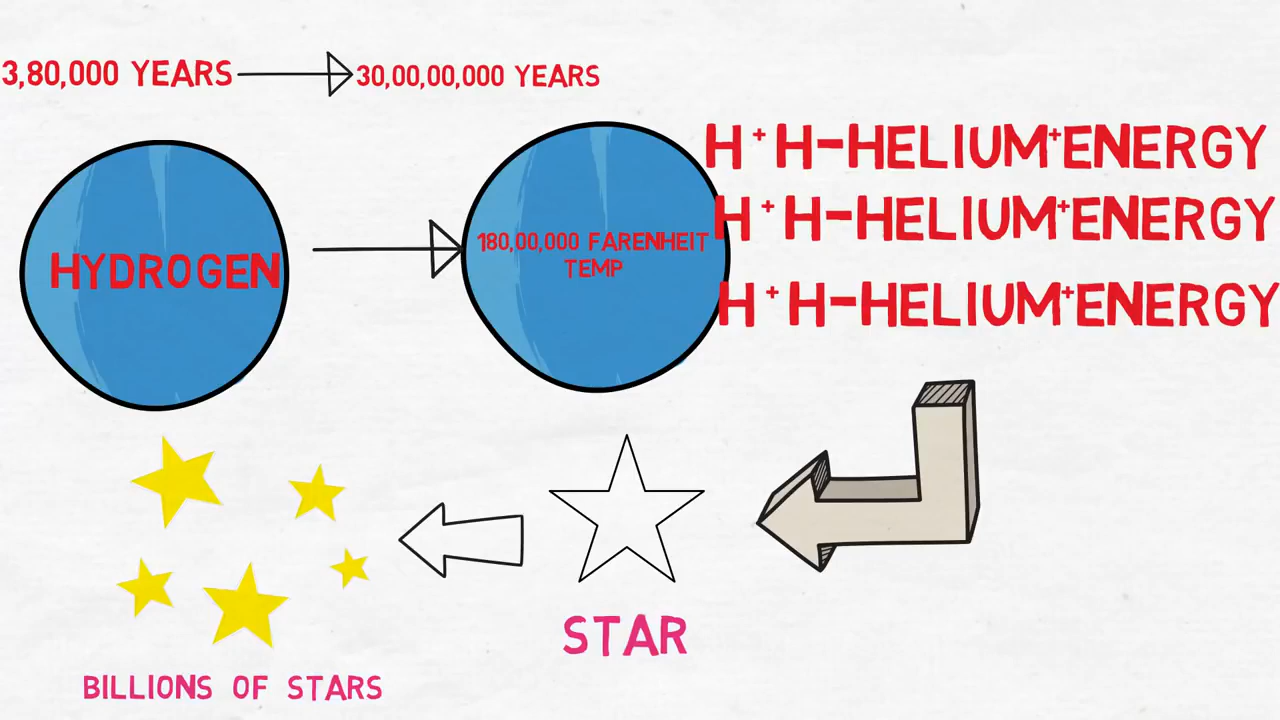 3,80,000 YEARS 30,00,00,000 YEARS
HYDROGEN
180,00,000 FARENHEIT
TEMP
H+H-HELIUM+ENERGY
H+H-HELIUM+ENERGY
H+H-HELIUM+ENERGY
STAR
BILLIONS OF STARS